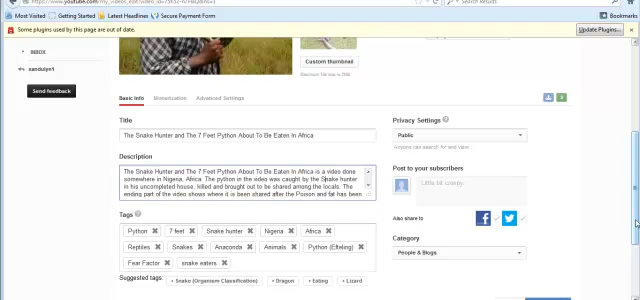 Most Visited Getting Started Latest Headlines Secure Payment Form
Bookmarks
Some plugins used by this page are out of date.
Update Plugins...
INBOX
xandulyn1
Send feedback
Custom thumbnail
Basic Info Monetization Advanced Settings
Title
The Snake Hunter and The 7 Feet Python About To Be Eaten In Africa
Description
The Snake Hunter and The 7 Feet Python About To Be Eaten In Africa is a video done
somewhere in Nigeria, Africa. The python in the video was caught by the Snake hunter
in his uncompleted house, killed and brought out to be shared among the locals. The
ending part of the video shows where it is been shared after the Poison and fat has been
Tags
Python 7 feet Snake hunter Nigeria Africa
Reptiles Snakes Anaconda Animals Python (Efteling)
Fear Factor snake eaters
Suggested tags: + Snake (Organism Classification) + Dragon + Eating + Lizard
Privacy Settings
Public
Anyone can search for and view
Post to your subscribers
Little bit creepy.
Also share to
Category
People & Blogs